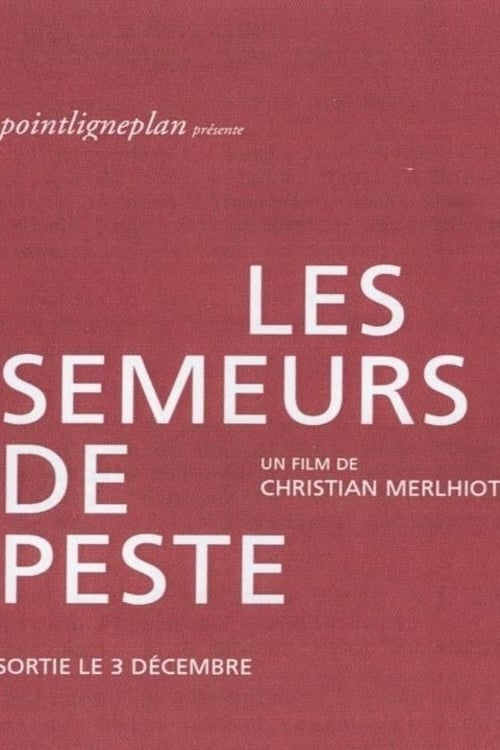 pointligneplan présente
LES
SEMEURS
DE
UN FILM DE
CHRISTIAN MERLHIOT
PESTE
SORTIE LE 3 DÉCEMBRE